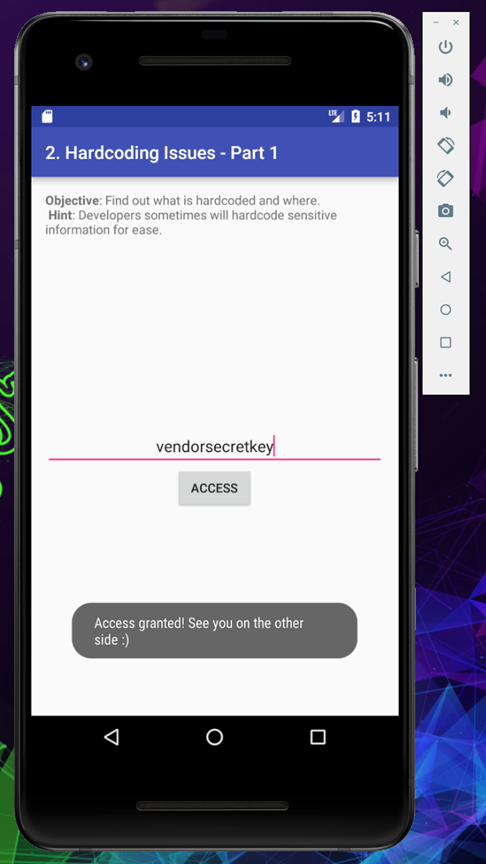 LTE 5:11
2. Hardcoding Issues - Part 1
Objective: Find out what is hardcoded and where.
Hint: Developers sometimes will hardcode sensitive
information for ease.
vendorsecretkey
ACCESS
Access granted! See you on the other
side :)